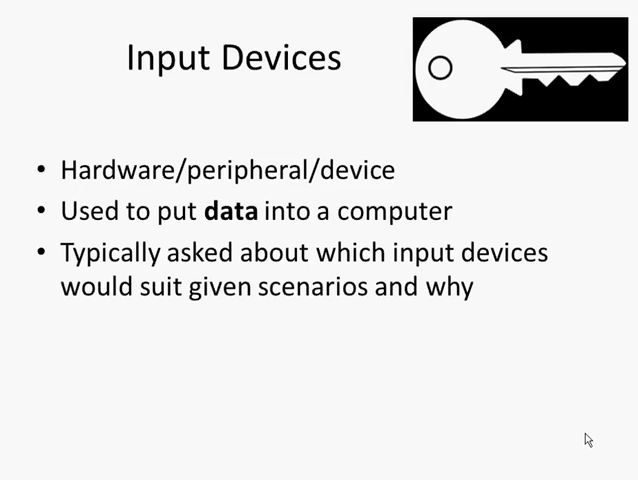 Input Devices
• Hardware/peripheral/device
• Used to put data into a computer
• Typically asked about which input devices
would suit given scenarios and why